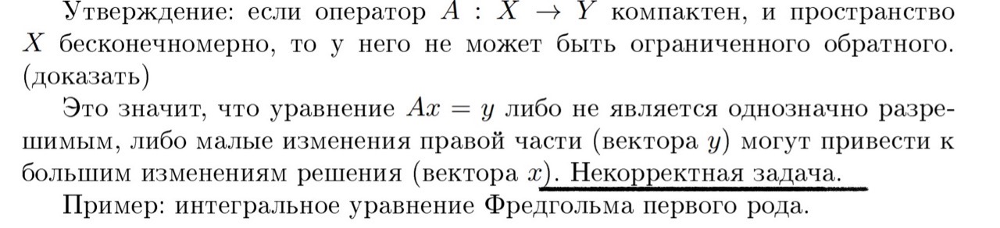 Утверждение: если оператор A : X → Y компактен, и пространство
X бесконечномерно, то у него не может быть ограниченного обратного.
(доказать)
Это значит, что уравнение Ax = y либо не является однозначно разре-
шимым, либо малые изменения правой части (вектора y) могут привести к
большим изменениям решения (вектора x). Некорректная задача.
Пример: интегральное уравнение Фредгольма первого рода.